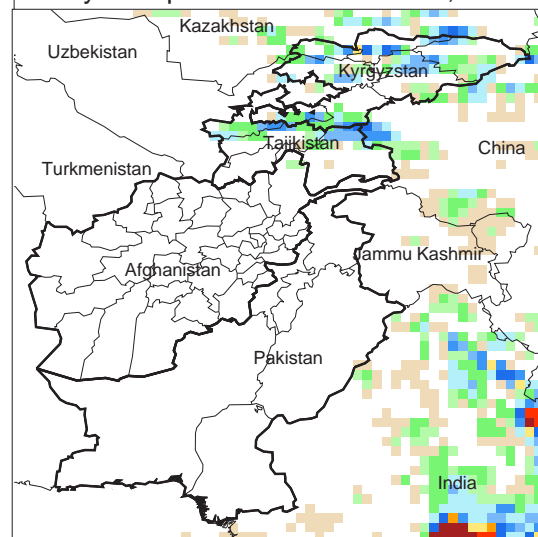 Kazakhstan
Uzbekistan
Kyrgyzstan
Tajikistan
China
Turkmenistan
Jammu Kashmir
Afghanistan
Pakistan
India